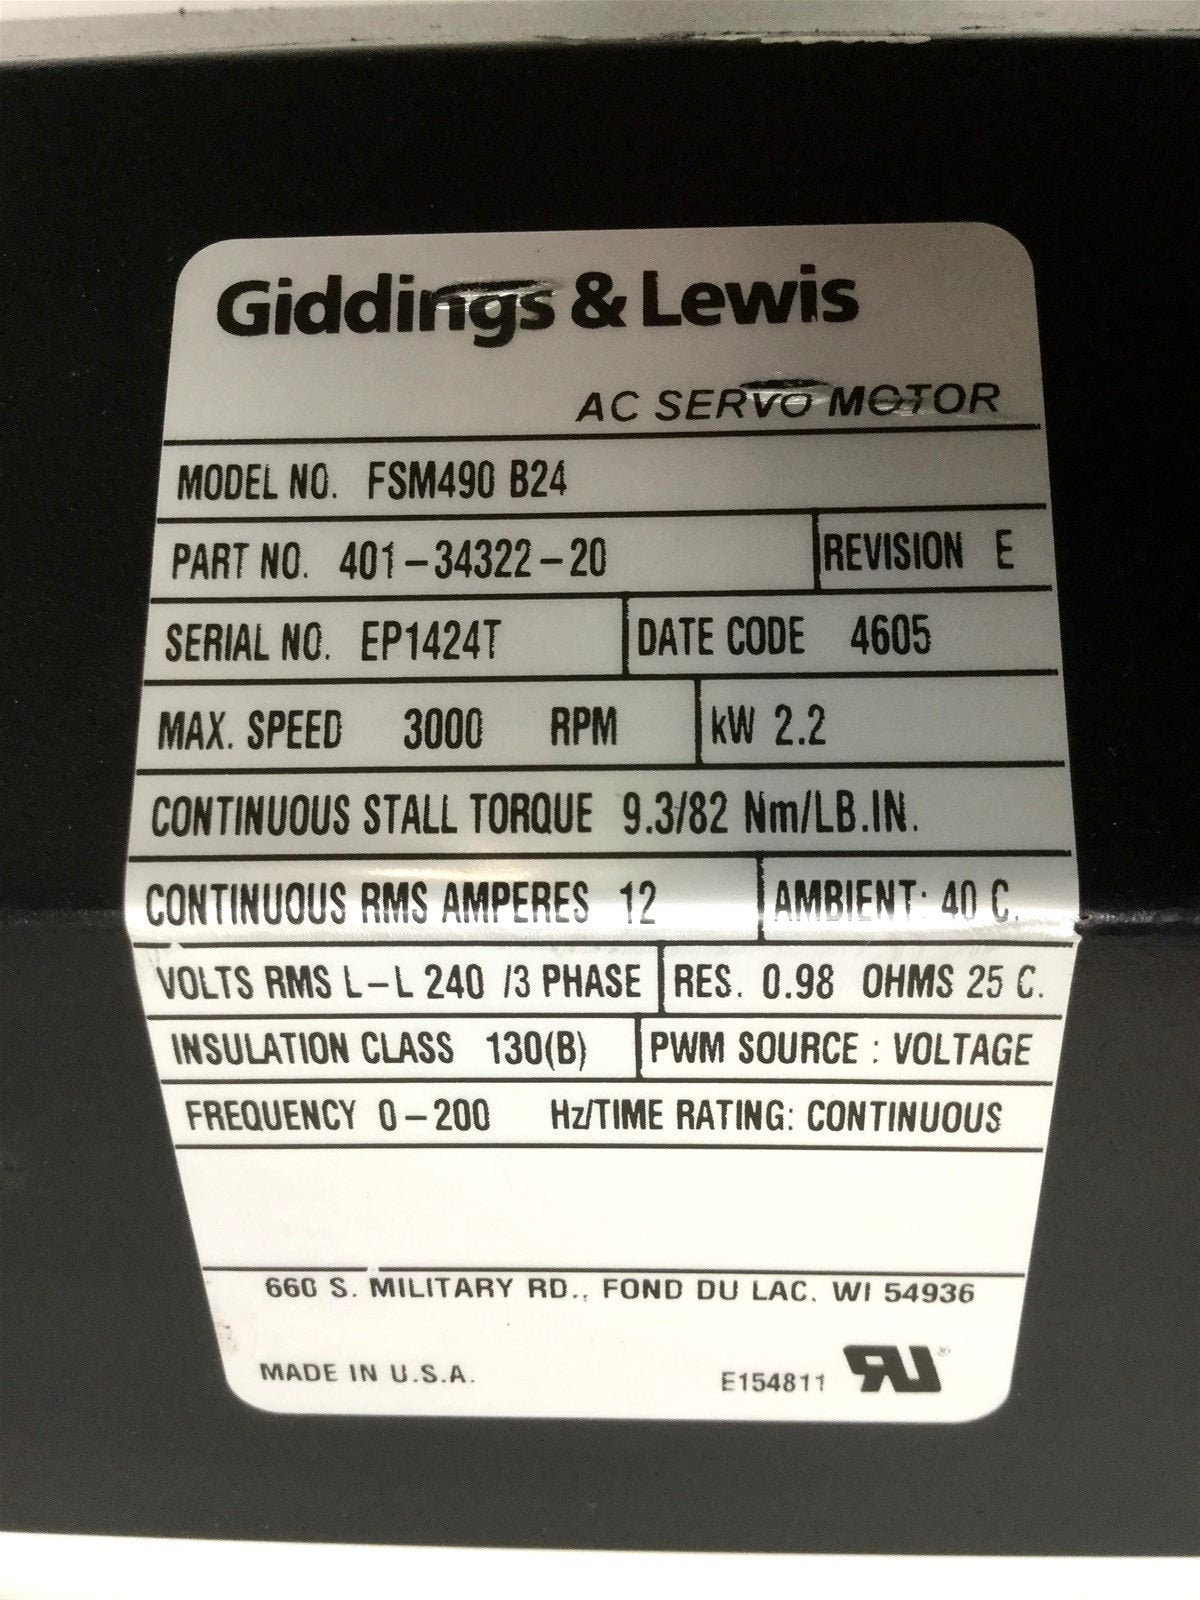 Giddings & Lewis
AC SERVO MOTOR
MODEL NO. FSM490 B24
PART NO. 401-34322-20 REVISION E
SERIAL NO. EP1424T DATE CODE 4605
MAX. SPEED 3000 RPM kW 2.2
CONTINUOUS STALL TORQUE 9.3/82 Nm/LB.IN.
CONTINUOUS RMS AMPERES 12 AMBIENT: 40 C.
VOLTS RMS L-L 240 /3 PHASE RES. 0.98 OHMS 25 C.
INSULATION CLASS 130(B) PWM SOURCE : VOLTAGE
FREQUENCY 0-200 Hz/TIME RATING: CONTINUOUS
660 S. MILITARY RD., FOND DU LAC, WI 54936
MADE IN U.S.A. E154811 RU®